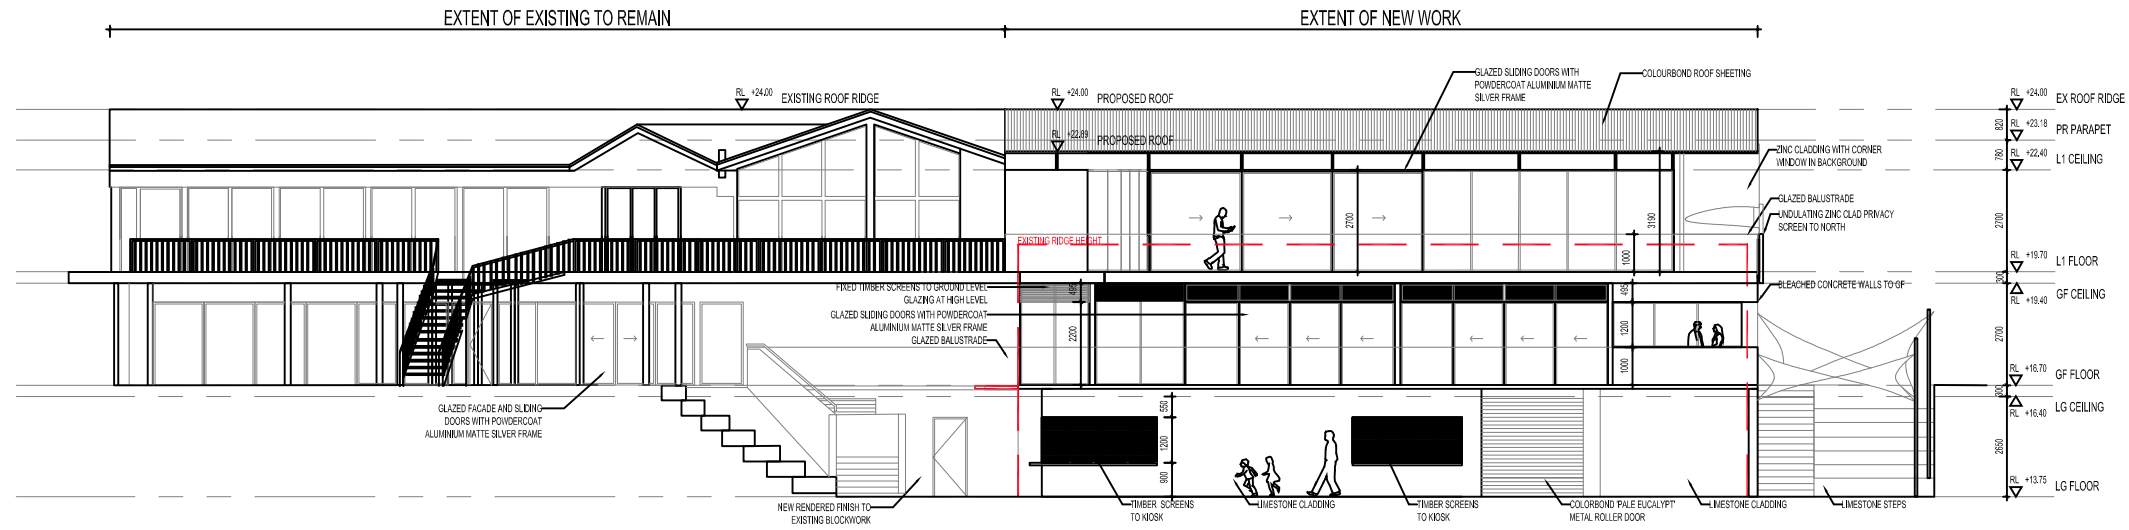 EXTENT OF EXISTING TO REMAIN
EXTENT OF NEW WORK
GLAZED SLIDING DOORS WITH
POWDERCOAT ALUMINIUM MATTE
SILVER FRAME
COLOURBOND ROOF SHEETING
RL +24.00
EXISTING ROOF RIDGE
RL +24.00
PROPOSED ROOF
RL +22.89
PROPOSED ROOF
RL +24.00
EX ROOF RIDGE
820
RL +23.18
PR PARAPET
780
RL +22.40
L1 CEILING
ZINC CLADDING WITH CORNER
WINDOW IN BACKGROUND
GLAZED BALUSTRADE
UNDULATING ZINC CLAD PRIVACY
SCREEN TO NORTH
2700
3190
1000
2700
EXISTING RIDGE HEIGHT
RL +19.70
L1 FLOOR
300
GF CEILING
RL +19.40
BLEACHED CONCRETE WALLS TO GF
FIXED TIMBER SCREENS TO GROUND LEVEL
GLAZING AT HIGH LEVEL
GLAZED SLIDING DOORS WITH POWDERCOAT
ALUMINIUM MATTE SILVER FRAME
GLAZED BALUSTRADE
495
2200
495
1200
1000
2700
RL +16.70
GF FLOOR
300
LG CEILING
RL +16.40
GLAZED FACADE AND SLIDING
DOORS WITH POWDERCOAT
ALUMINIUM MATTE SILVER FRAME
550
1200
900
2650
RL +13.75
LG FLOOR
NEW RENDERED FINISH TO
EXISTING BLOCKWORK
TIMBER SCREENS
TO KIOSK
LIMESTONE CLADDING
TIMBER SCREENS
TO KIOSK
COLORBOND 'PALE EUCALYPT'
METAL ROLLER DOOR
LIMESTONE CLADDING
LIMESTONE STEPS